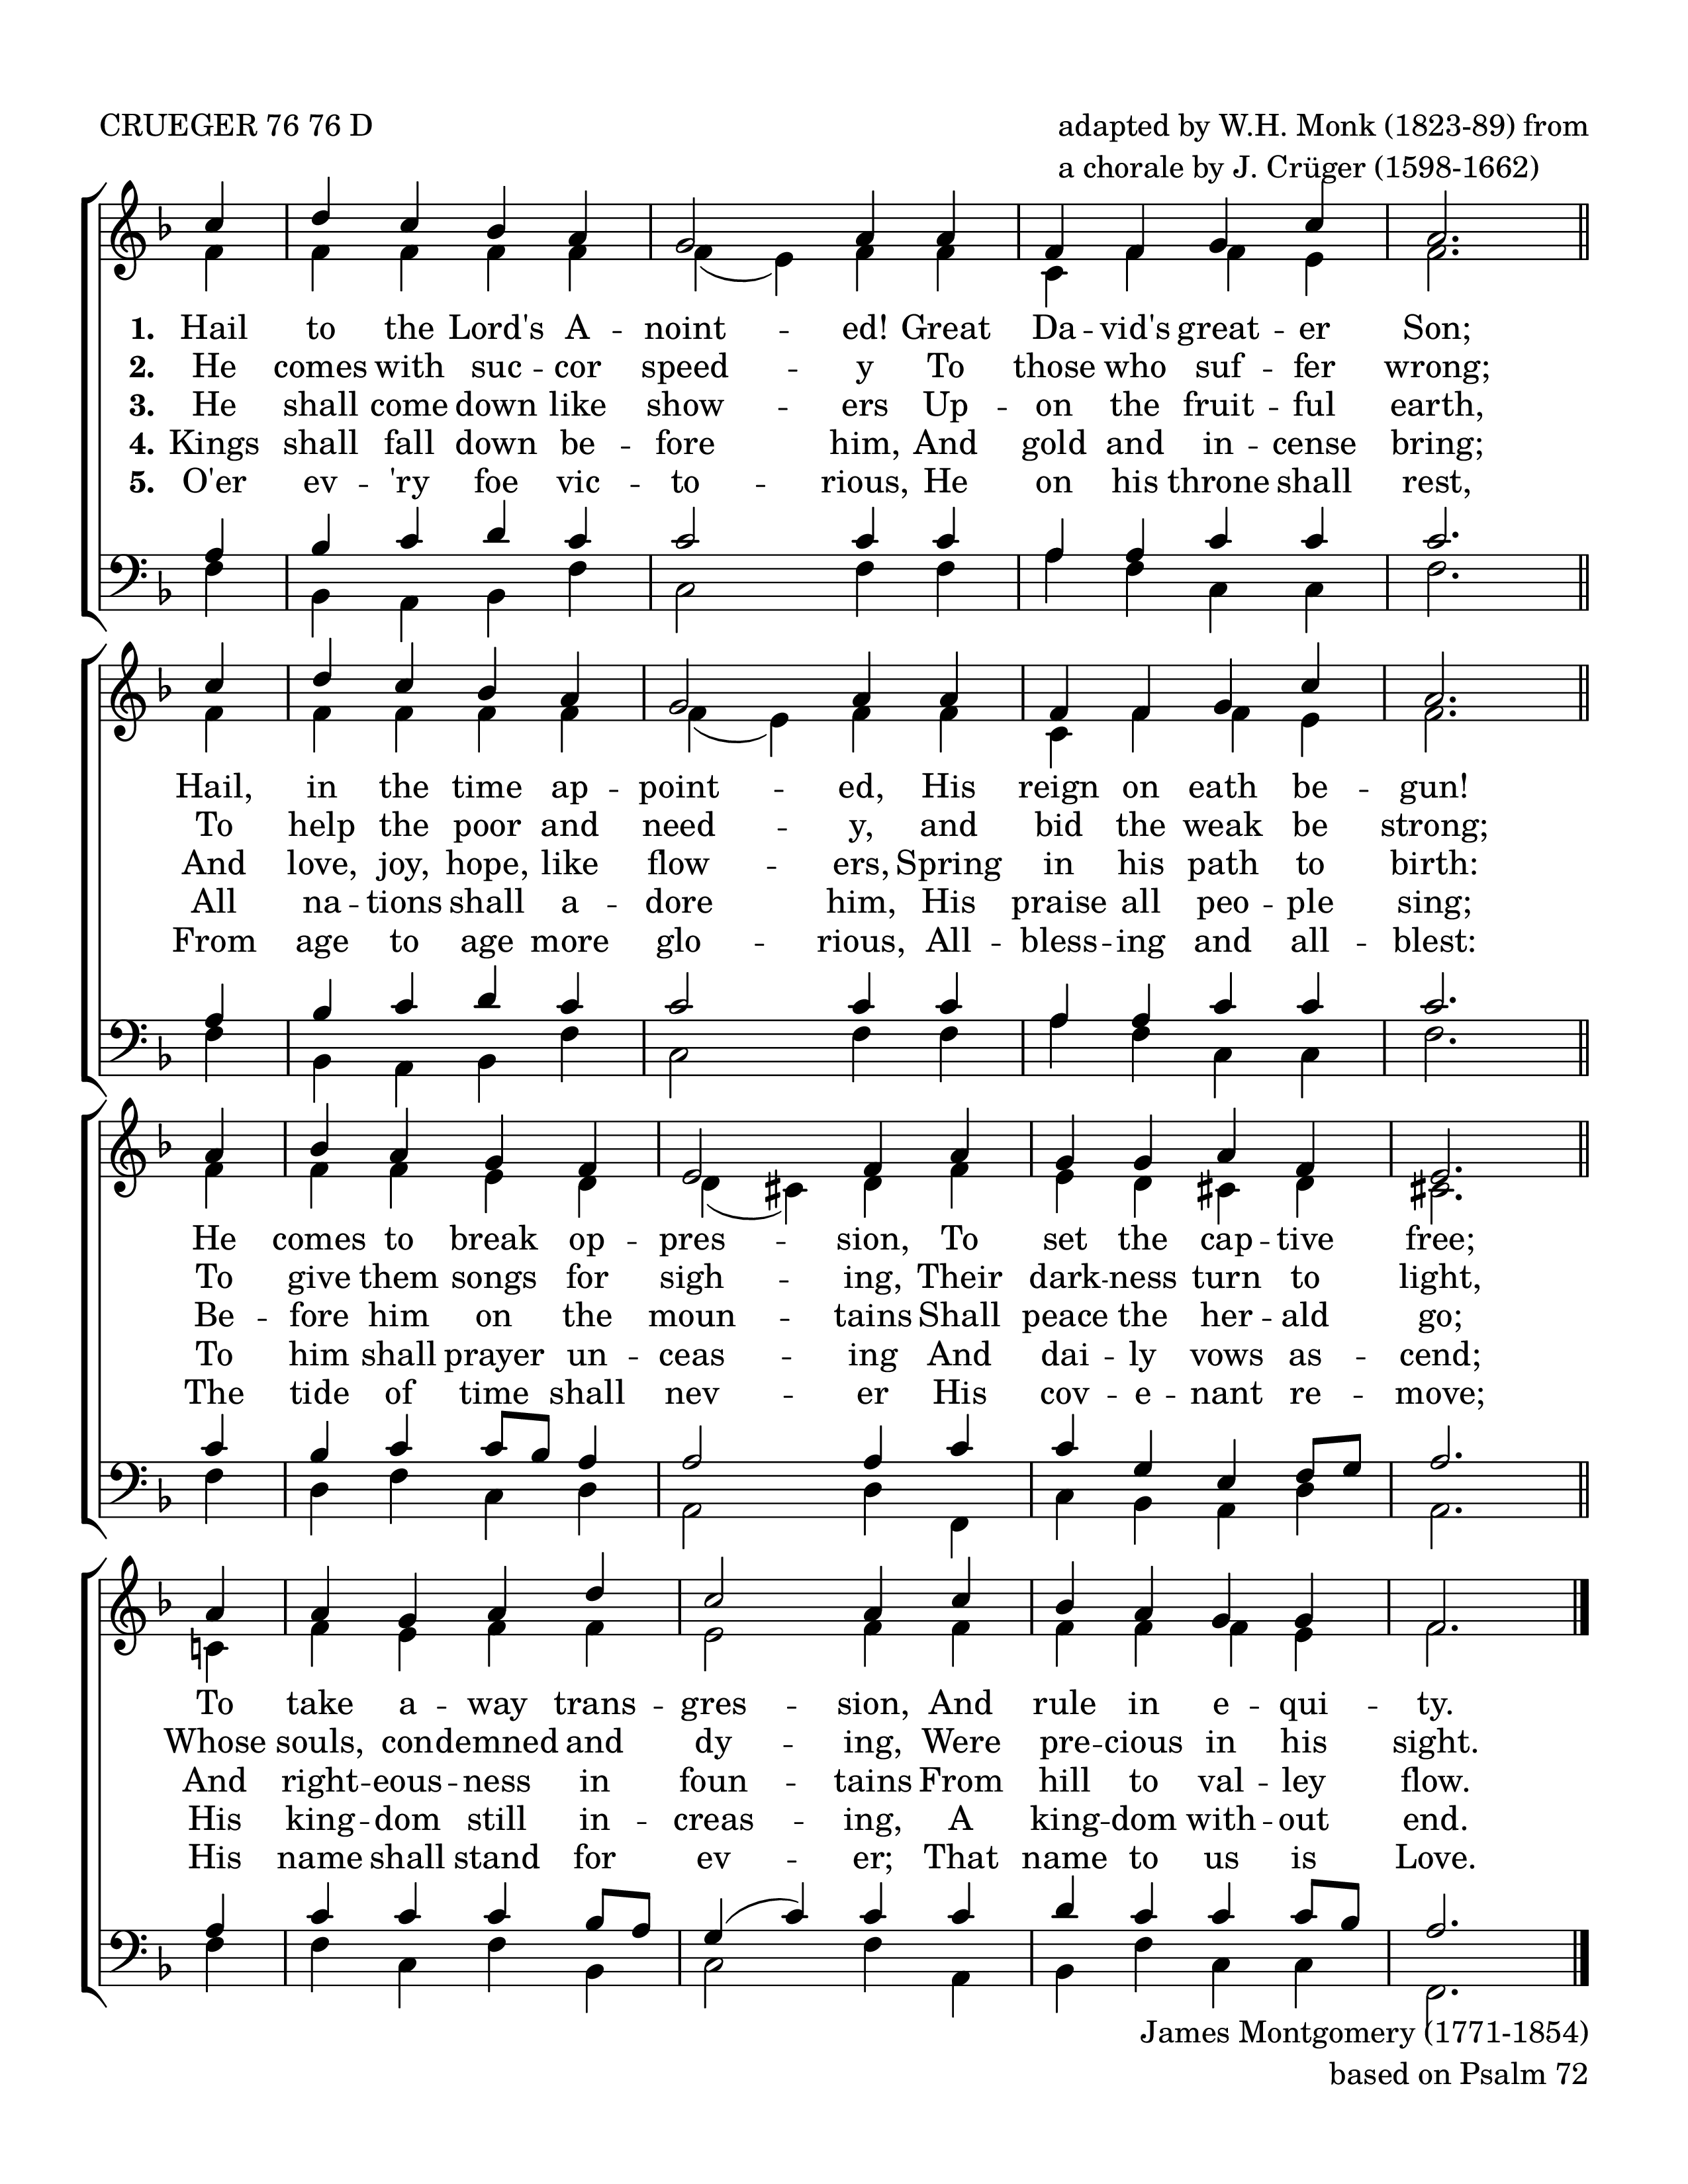 CRUEGER 76 76 D
adapted by W.H. Monk (1823-89) from
a chorale by J. Crüger (1598-1662)
1. Hail to the Lord's A -- noint -- ed! Great Da -- vid's great -- er Son;
2. He comes with suc -- cor speed -- y To those who suf -- fer wrong;
3. He shall come down like show -- ers Up -- on the fruit -- ful earth,
4. Kings shall fall down be -- fore him, And gold and in -- cense bring;
5. O'er ev -- 'ry foe vic -- to -- rious, He on his throne shall rest,
Hail, in the time ap -- point -- ed, His reign on eath be -- gun!
To help the poor and need -- y, and bid the weak be strong;
And love, joy, hope, like flow -- ers, Spring in his path to birth:
All na -- tions shall a -- dore him, His praise all peo -- ple sing;
From age to age more glo -- rious, All -- bless -- ing and all -- blest:
He comes to break op -- pres -- sion, To set the cap -- tive free;
To give them songs for sigh -- ing, Their dark -- ness turn to light,
Be -- fore him on the moun -- tains Shall peace the her -- ald go;
To him shall prayer un -- ceas -- ing And dai -- ly vows as -- cend;
The tide of time shall nev -- er His cov -- e -- nant re -- move;
To take a -- way trans -- gres -- sion, And rule in e -- qui -- ty.
Whose souls, condemned and dy -- ing, Were pre -- cious in his sight.
And right -- eous -- ness in foun -- tains From hill to val -- ley flow.
His king -- dom still in -- creas -- ing, A king -- dom with -- out end.
His name shall stand for ev -- er; That name to us is Love.
James Montgomery (1771-1854)
based on Psalm 72